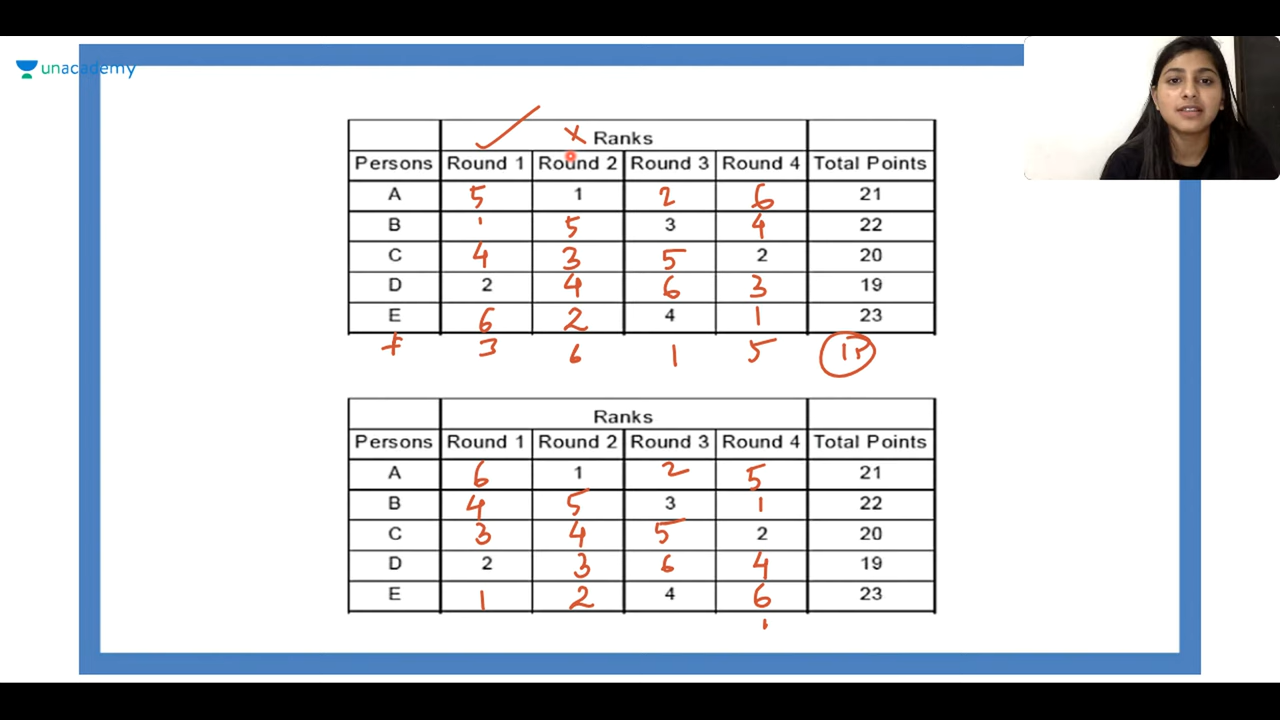 unacademy
x Ranks
Persons Round 1 Round 2 Round 3 Round 4 Total Points
A 5 1 2 6 21
B 1 5 3 4 22
C 4 3 5 2 20
D 2 4 6 3 19
E 6 2 4 1 23
3 6 1 5
Ranks
Persons Round 1 Round 2 Round 3 Round 4 Total Points
A 6 1 2 5 21
B 4 5 3 1 22
C 3 4 5 2 20
D 2 3 6 4 19
E 1 2 4 6 23